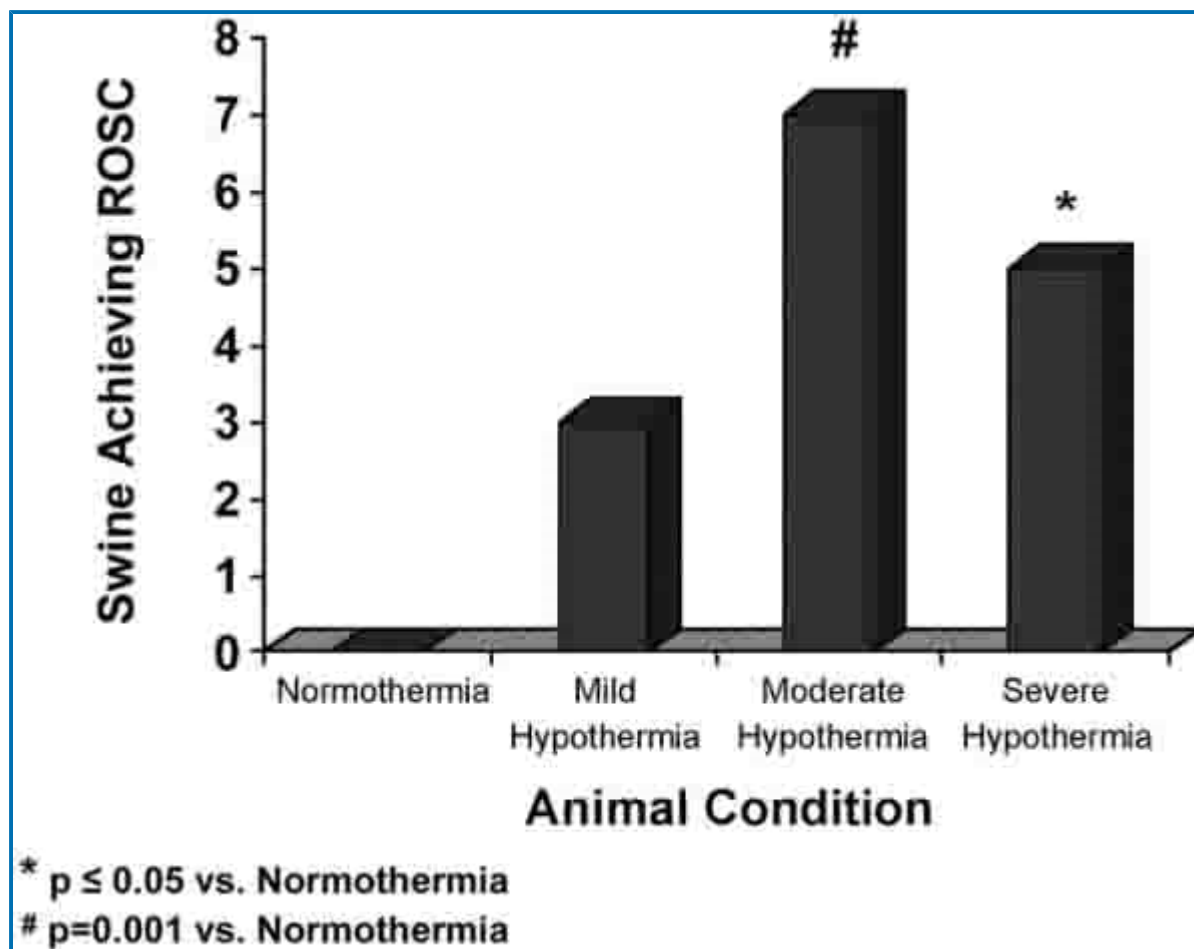 Swine Achieving ROSC
8
7
6
5
4
3
2
1
0
#
*
Normothermia
Mild
Hypothermia
Moderate
Hypothermia
Severe
Hypothermia
Animal Condition
* p ≤ 0.05 vs. Normothermia
# p=0.001 vs. Normothermia